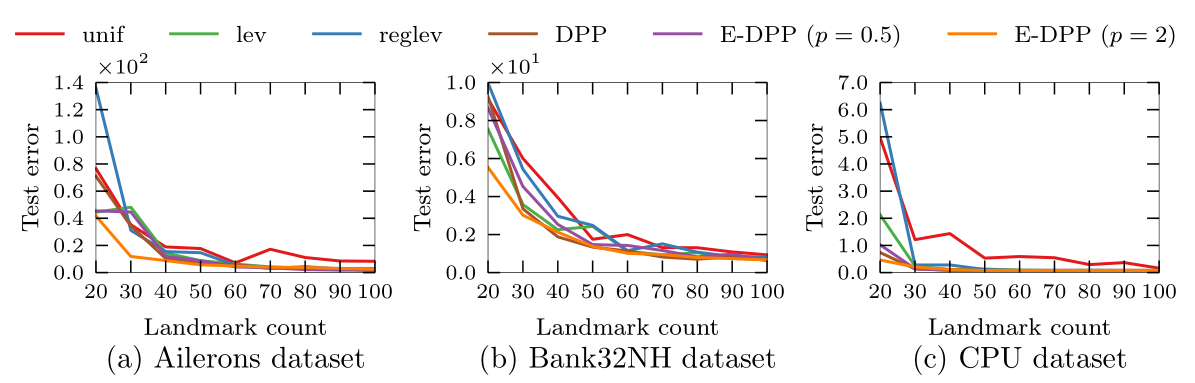 unif lev reglev DPP E-DPP (p = 0.5) E-DPP (p = 2)
×10² ×10¹
1.4 1.0 7.0
1.2 0.8 6.0
1.0 0.6 5.0
0.8 0.4 4.0
0.6 0.2 3.0
0.4 0.0 2.0
0.2 1.0
0.0 0.0
Test error Test error Test error
20 30 40 50 60 70 80 90 100 20 30 40 50 60 70 80 90 100 20 30 40 50 60 70 80 90 100
Landmark count Landmark count Landmark count
(a) Ailerons dataset (b) Bank32NH dataset (c) CPU dataset